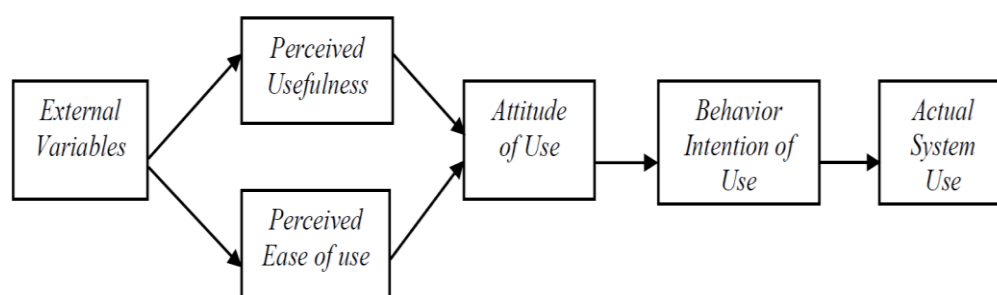 Perceived
Usefulness
External
Variables
Perceived
Ease of use
Attitude
of Use
Behavior
Intention of
Use
Actual
System
Use